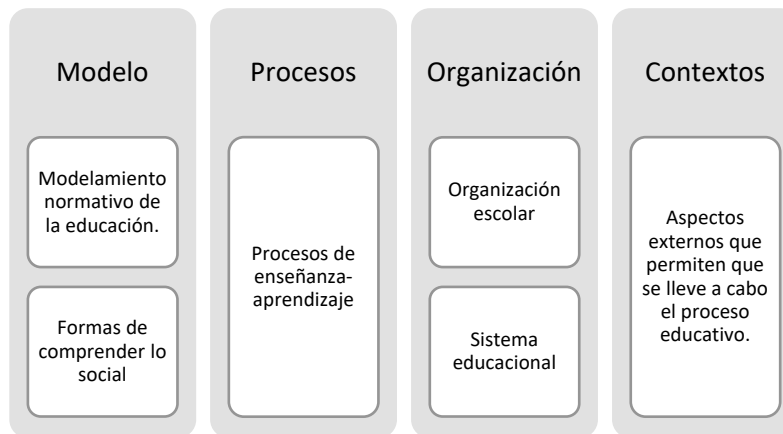 Modelo
Modelamiento
normativo de
la educación.
Formas de
comprender lo
social
Procesos
Procesos de
enseñanza-
aprendizaje
Organización
Organización
escolar
Sistema
educacional
Contextos
Aspectos
externos que
permiten que
se lleve a cabo
el proceso
educativo.